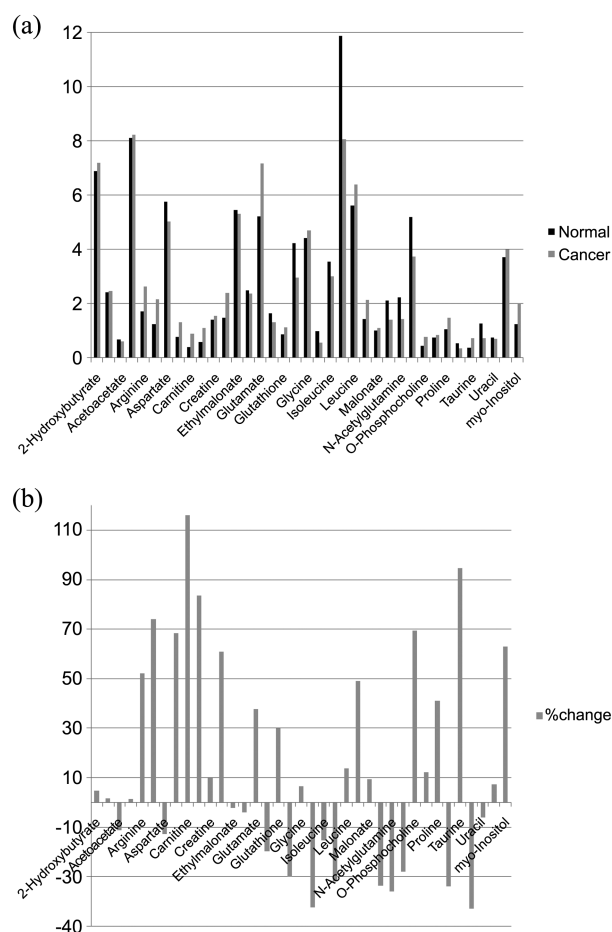 (a)
12
10
8
6
4
2
0
Normal
Cancer
2-Hydroxybutyrate
Acetoacetate
Arginine
Aspartate
Carnitine
Creatine
Ethylmalonate
Glutamate
Glutathione
Glycine
Isoleucine
Leucine
Malonate
N-Acetylglutamine
O-Phosphocholine
Proline
Taurine
Uracil
myo-Inositol
(b)
110
90
70
50
30
10
-10
-30
-40
%change
2-Hydroxybutyrate
Acetoacetate
Arginine
Aspartate
Carnitine
Creatine
Ethylmalonate
Glutamate
Glutathione
Glycine
Isoleucine
Leucine
Malonate
N-Acetylglutamine
O-Phosphocholine
Proline
Taurine
Uracil
myo-Inositol